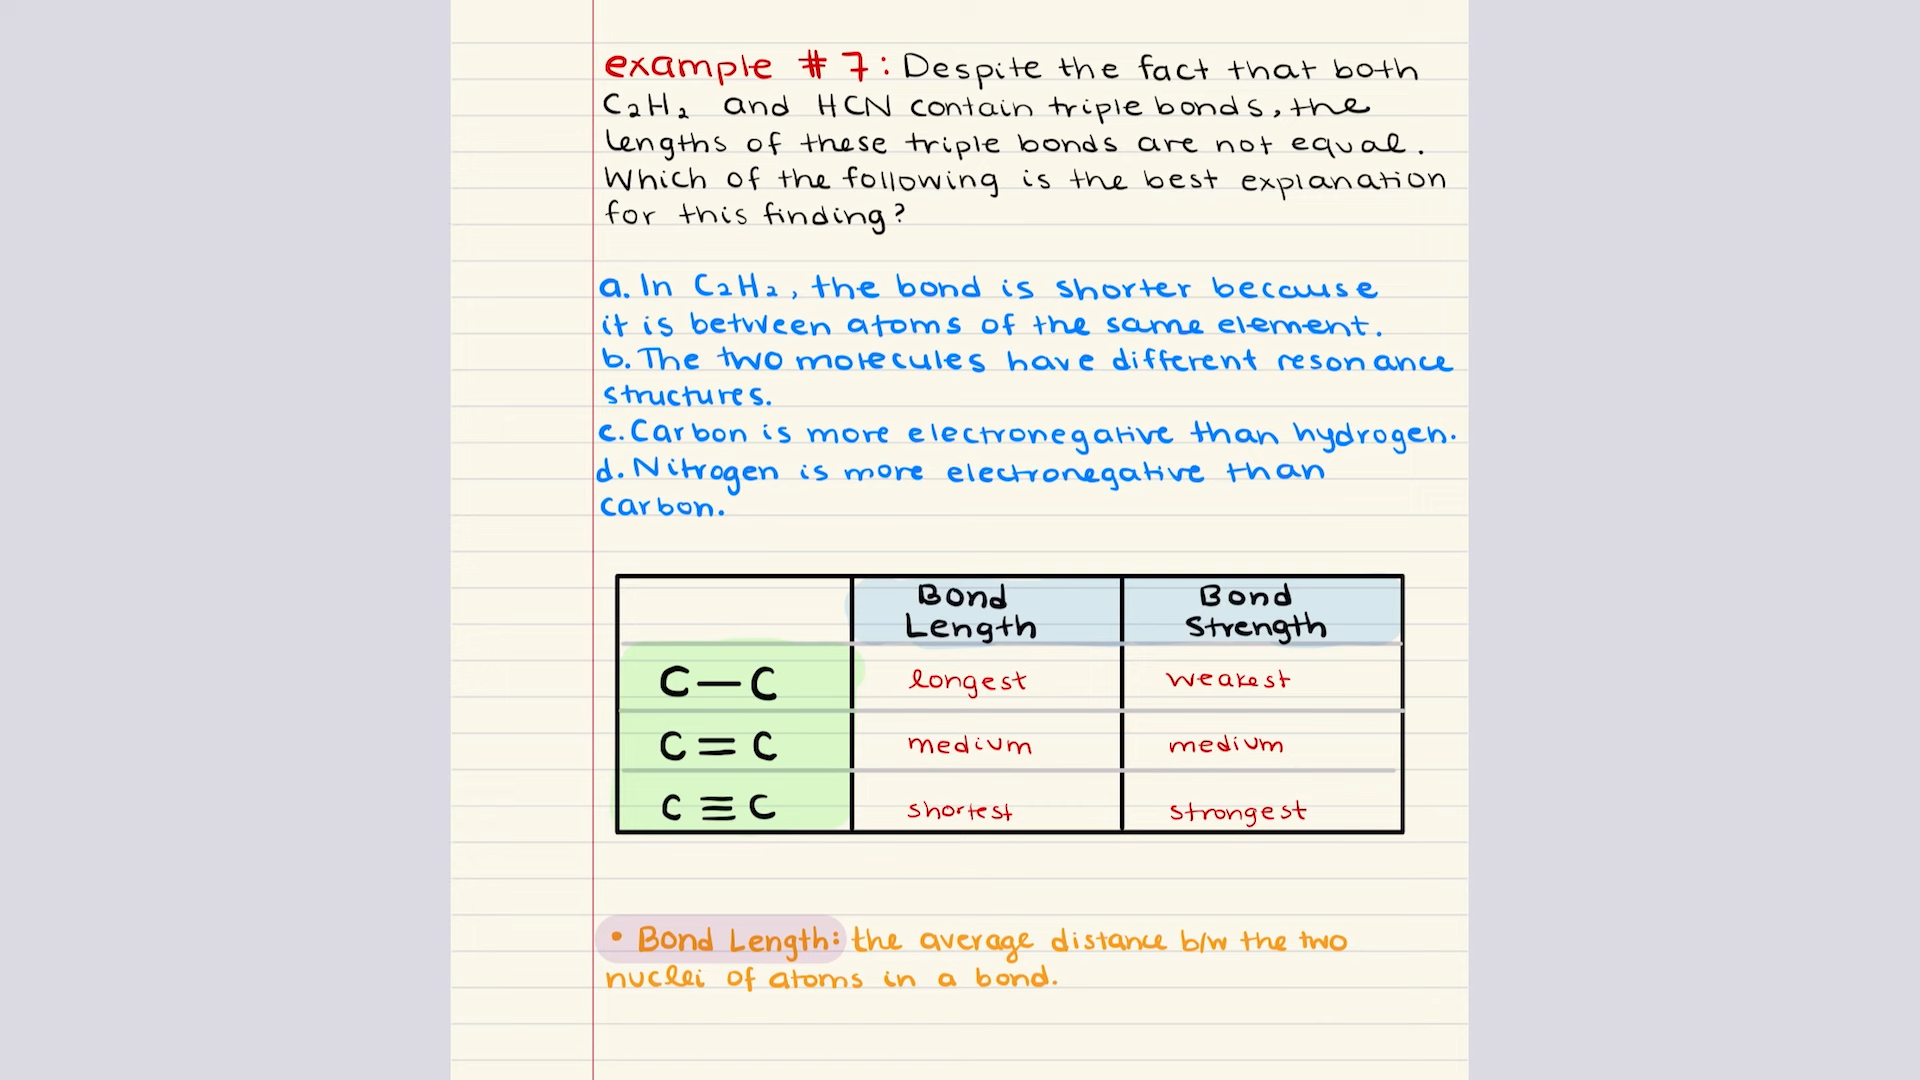 example # 7: Despite the fact that both
C₂H₂ and HCN contain triple bonds, the
lengths of these triple bonds are not equal.
Which of the following is the best explanation
for this finding?
a. In C₂H₂, the bond is shorter because
it is between atoms of the same element.
b. The two molecules have different resonance
structures.
c. Carbon is more electronegative than hydrogen.
d. Nitrogen is more electronegative than
carbon.
Bond Length
Bond Strength
C—C longest weakest
C=C medium medium
C≡C shortest strongest
• Bond Length: the average distance b/w the two
nuclei of atoms in a bond.